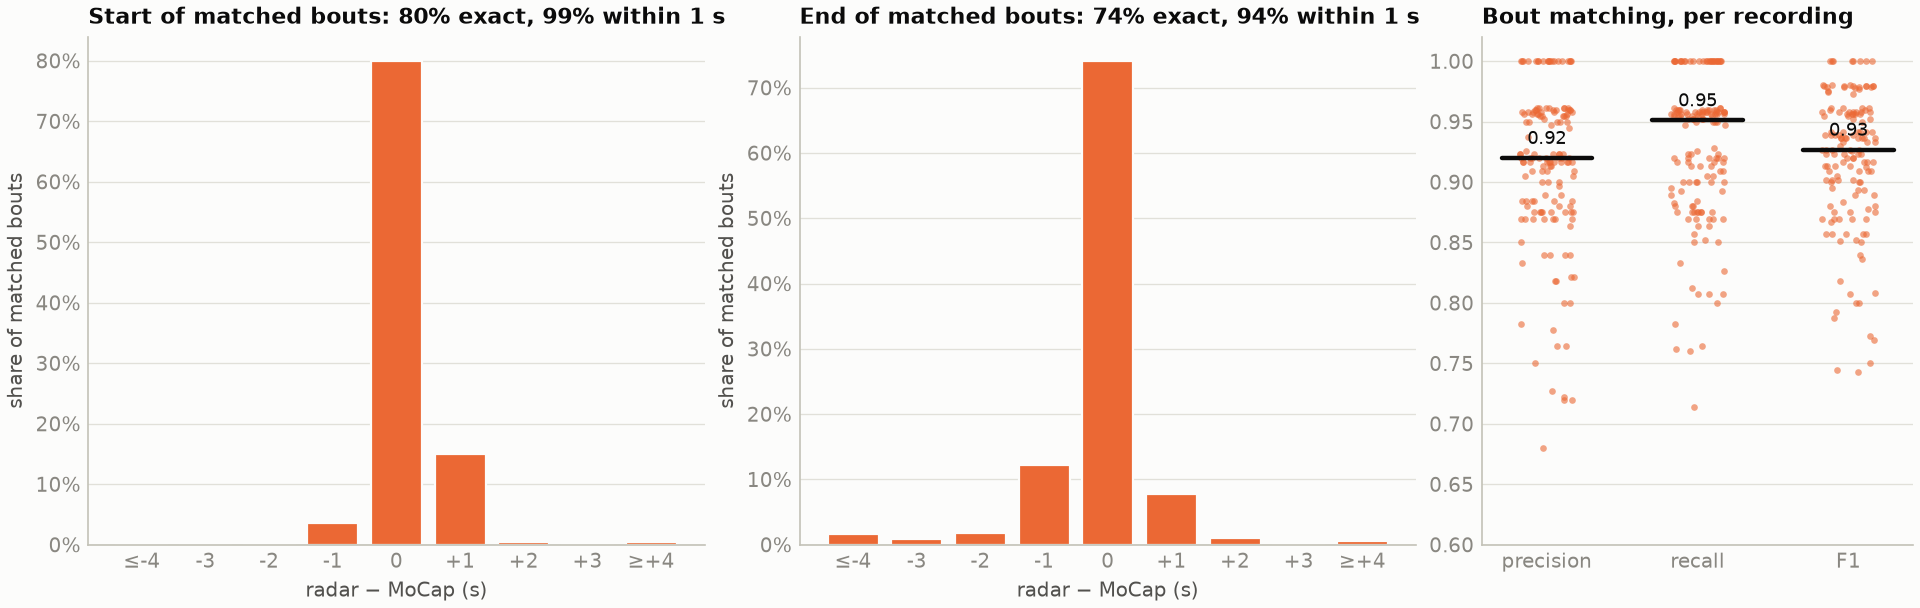 Start of matched bouts: 80% exact, 99% within 1 s
80%
70%
60%
50%
40%
30%
20%
10%
0%
share of matched bouts
≤-4 -3 -2 -1 0 +1 +2 +3 ≥+4
radar − MoCap (s)
End of matched bouts: 74% exact, 94% within 1 s
70%
60%
50%
40%
30%
20%
10%
0%
share of matched bouts
≤-4 -3 -2 -1 0 +1 +2 +3 ≥+4
radar − MoCap (s)
Bout matching, per recording
1.00
0.95
0.90
0.85
0.80
0.75
0.70
0.65
0.60
0.92
0.95
0.93
precision recall F1